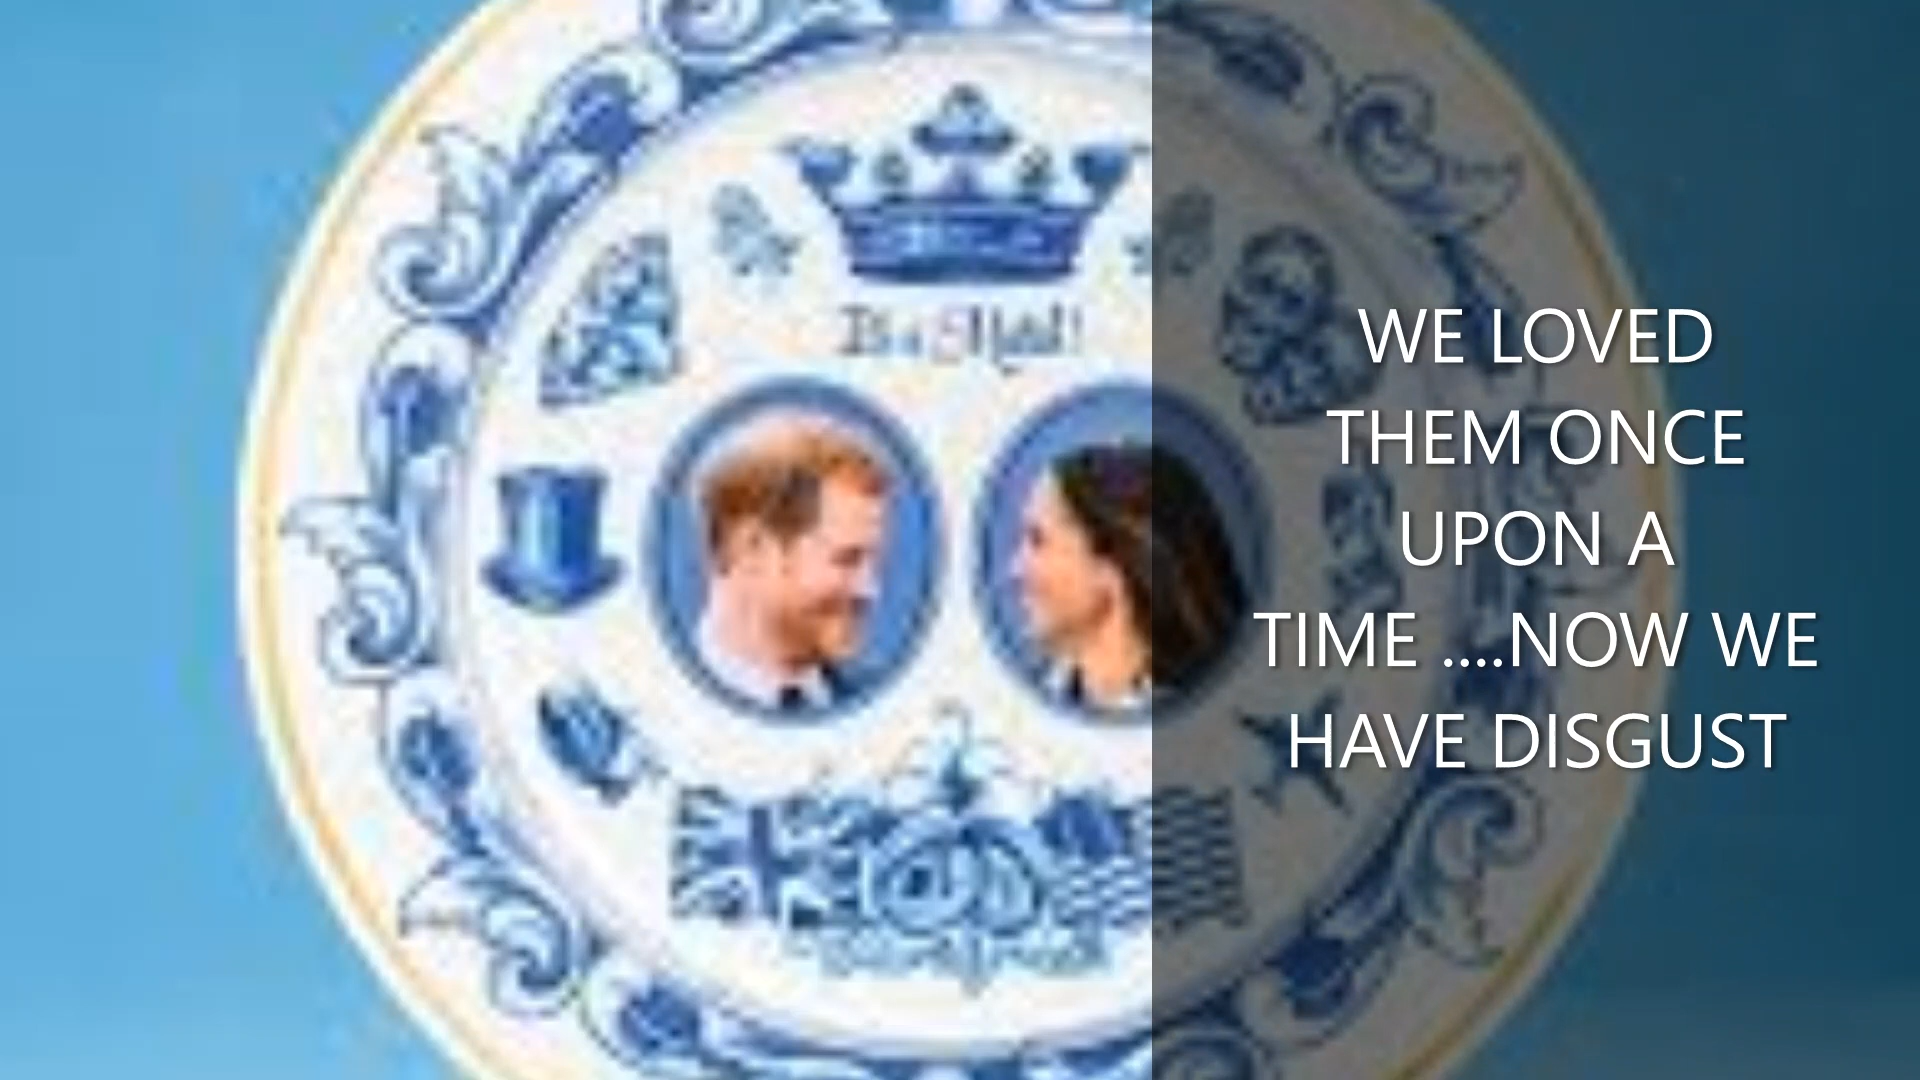 WE LOVED
THEM ONCE
UPON A
TIME ....NOW WE
HAVE DISGUST